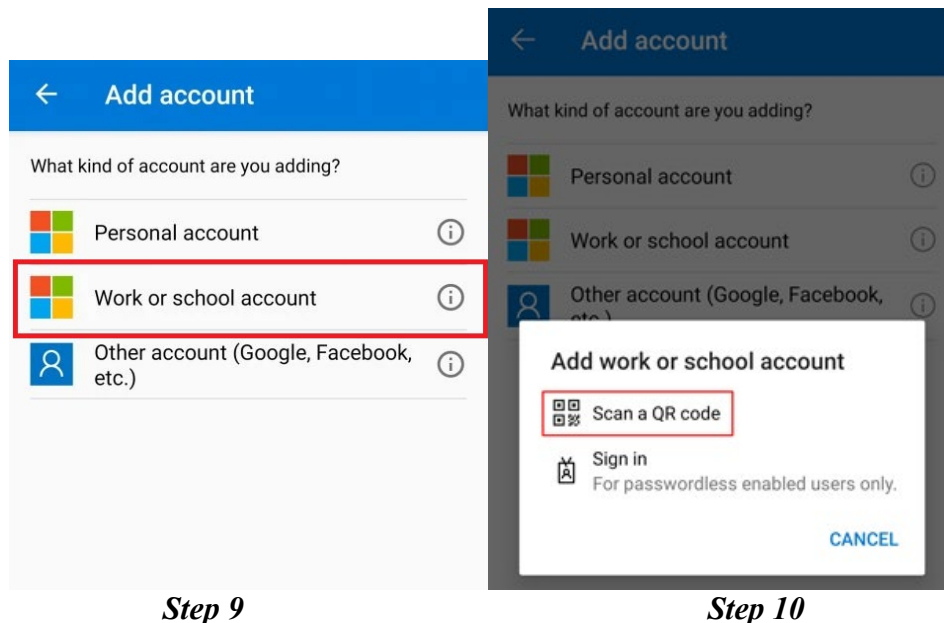 Add account
What kind of account are you adding?
Personal account
Work or school account
Other account (Google, Facebook,
etc.)
Step 9
Add account
What kind of account are you adding?
Personal account
Work or school account
Other account (Google, Facebook,
etc.)
Add work or school account
Scan a QR code
Sign in
For passwordless enabled users only.
CANCEL
Step 10